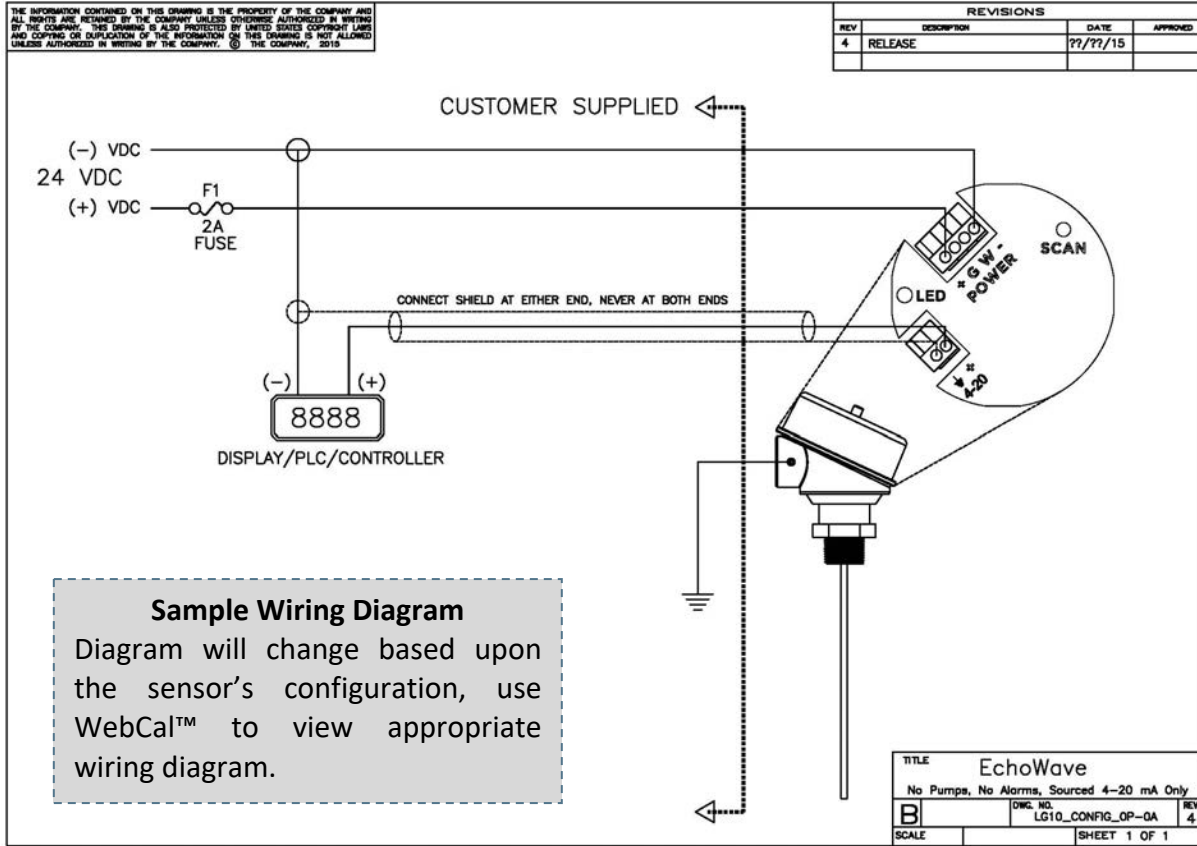 THE INFORMATION CONTAINED ON THIS DRAWING IS THE PROPERTY OF THE COMPANY AND
ALL RIGHTS ARE RETAINED BY THE COMPANY UNLESS OTHERWISE AUTHORIZED IN WRITING
BY THE COMPANY. THIS DRAWING IS ALSO PROTECTED BY UNITED STATES COPYRIGHT LAWS
AND COPYING OR DUPLICATION OF THE INFORMATION ON THIS DRAWING IS NOT ALLOWED
UNLESS AUTHORIZED IN WRITING BY THE COMPANY. © THE COMPANY, 2015
REVISIONS
REV DESCRIPTION DATE APPROVED
4 RELEASE ??/??/15
CUSTOMER SUPPLIED
(-) VDC
24 VDC
(+) VDC
F1
2A
FUSE
SCAN
+ G W -
POWER
LED
CONNECT SHIELD AT EITHER END, NEVER AT BOTH ENDS
+
4-20
(-) (+)
8888
DISPLAY/PLC/CONTROLLER
Sample Wiring Diagram
Diagram will change based upon
the sensor's configuration, use
WebCal™ to view appropriate
wiring diagram.
TITLE
EchoWave
No Pumps, No Alarms, Sourced 4-20 mA Only
B DWG. NO. LG10_CONFIG_OP-0A REV 4
SCALE SHEET 1 OF 1